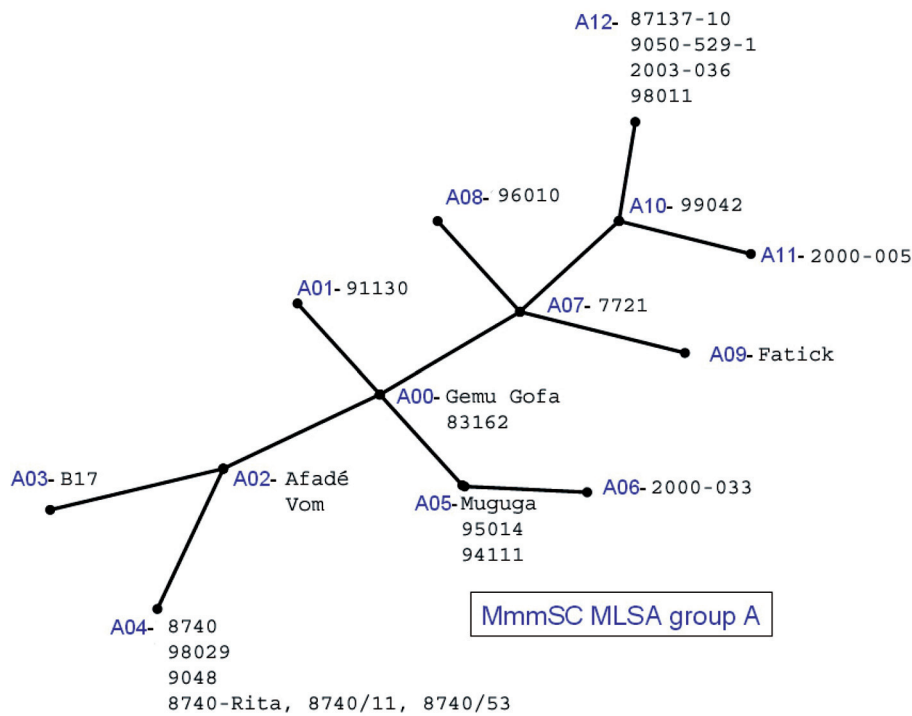 A12- 87137-10
9050-529-1
2003-036
98011
A08- 96010
A10- 99042
A11- 2000-005
A01- 91130
A07- 7721
A09- Fatick
A00- Gemu Gofa
83162
A03- B17
A02- Afadé
Vom
A05- Muguga
95014
94111
A06- 2000-033
MmmSC MLSA group A
A04- 8740
98029
9048
8740-Rita, 8740/11, 8740/53